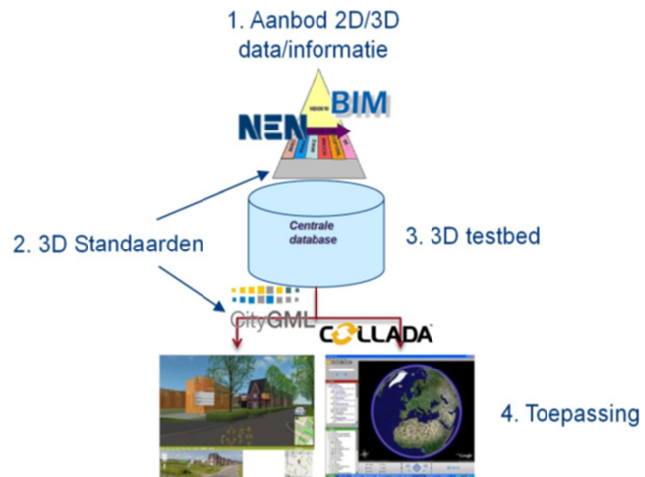 1. Aanbod 2D/3D
data/informatie
BIM
NEN
Centrale
database
2. 3D Standaarden
3. 3D testbed
CityGML
COLLADA
4. Toepassing